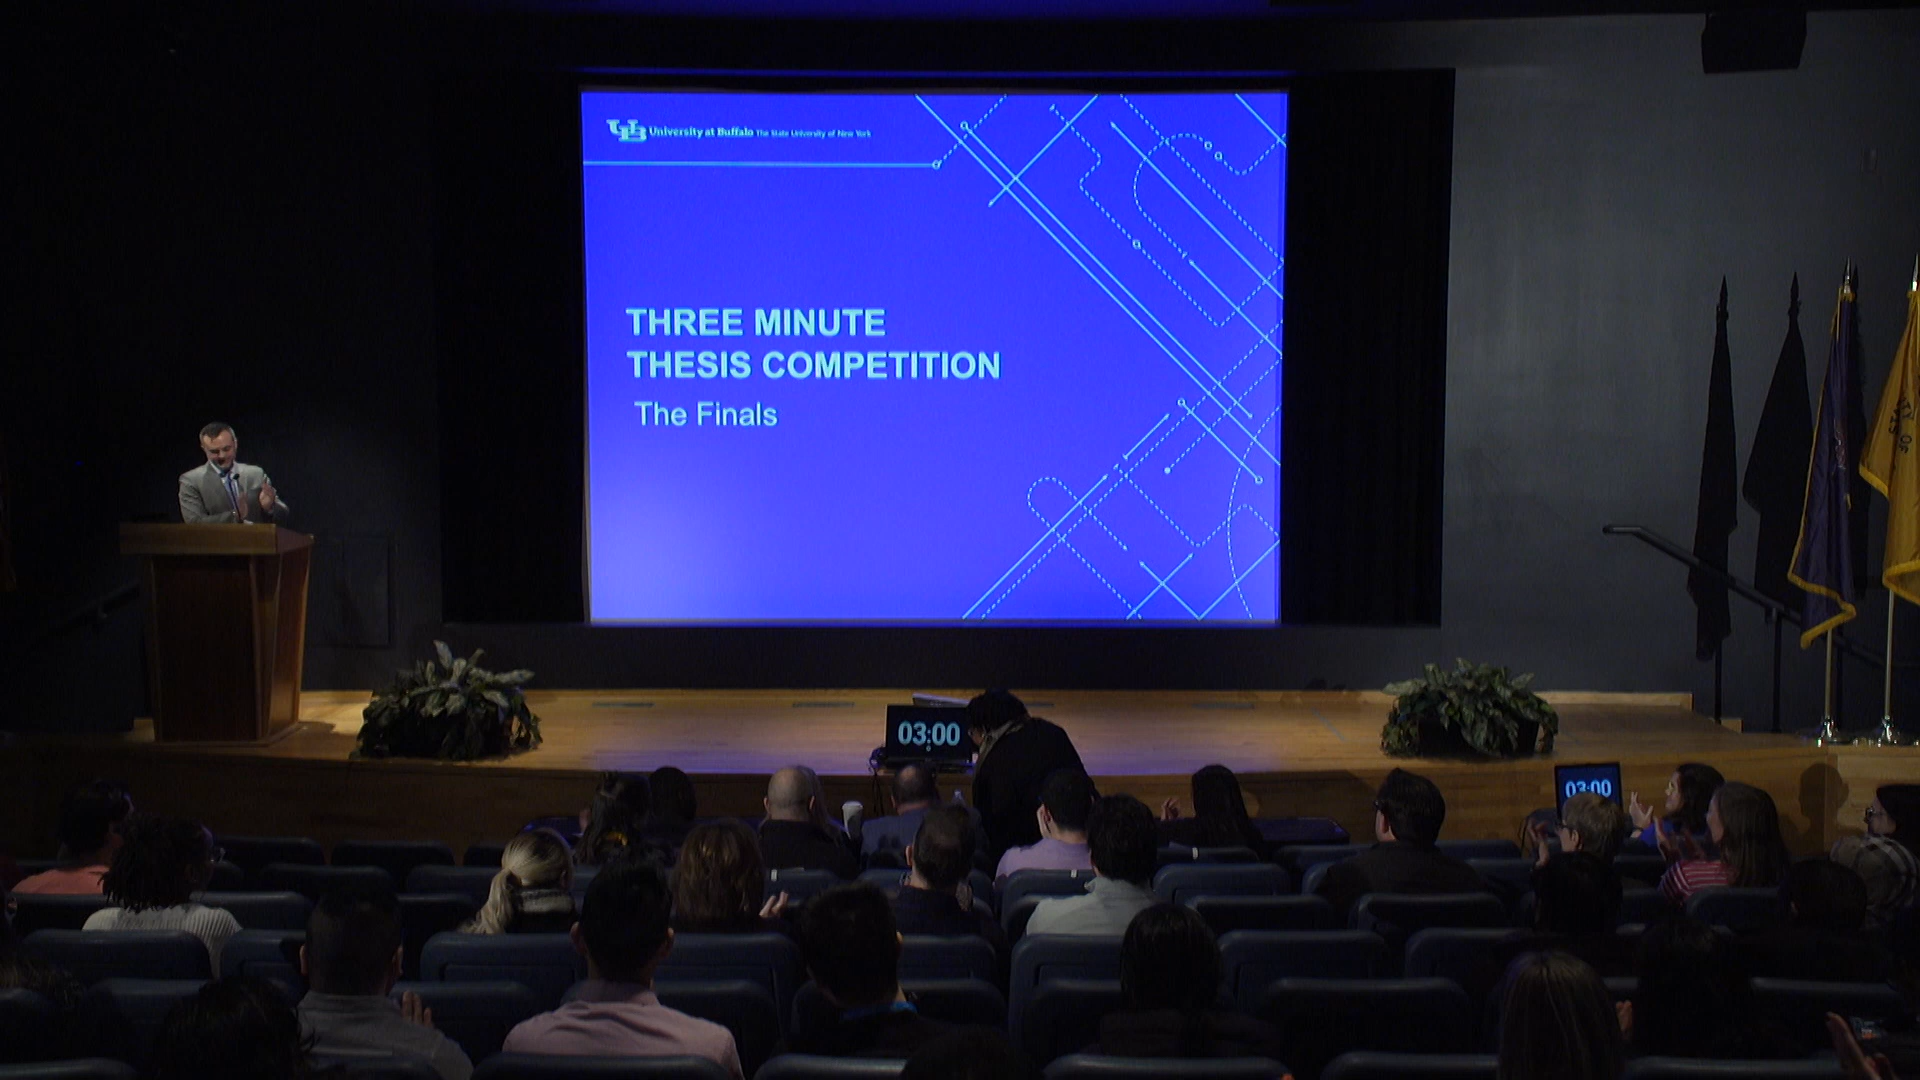 UB University at Buffalo The State University of New York
THREE MINUTE
THESIS COMPETITION
The Finals
03:00
03:00